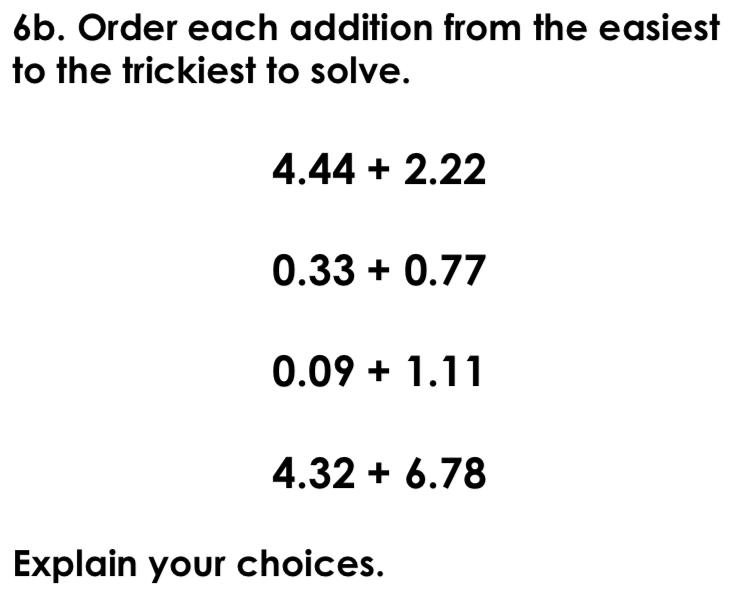 6b. Order each addition from the easiest
to the trickiest to solve.
4.44 + 2.22
0.33 + 0.77
0.09 + 1.11
4.32 + 6.78
Explain your choices.